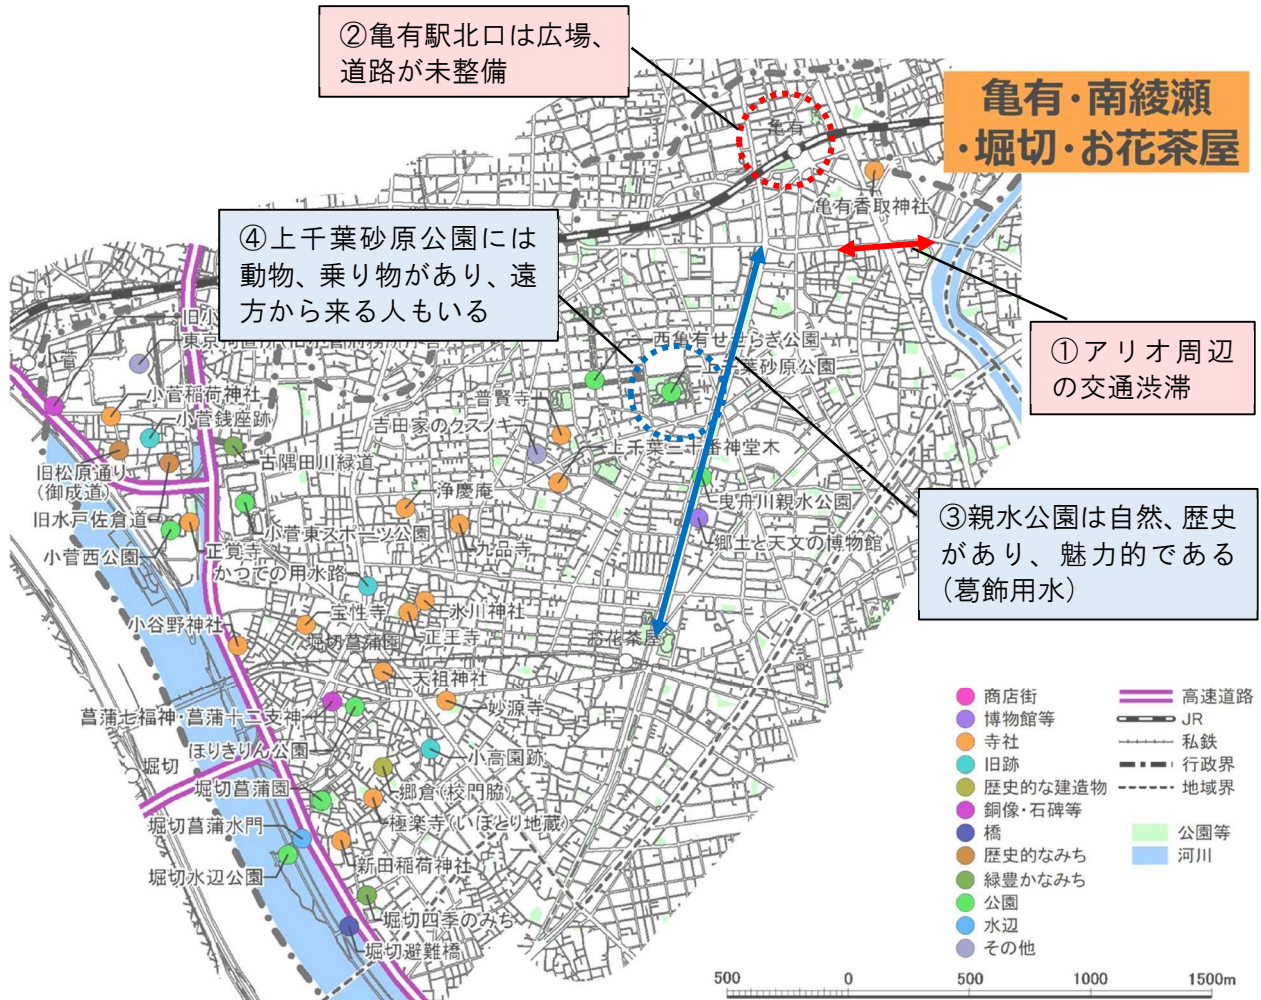 ②亀有駅北口は広場、
道路が未整備
亀有・南綾瀬
・堀切・お花茶屋
亀有
亀有香取神社
④上千葉砂原公園には
動物、乗り物があり、遠
方から来る人もいる
①アリオ周辺
の交通渋滞
③親水公園は自然、歴史
があり、魅力的である
（葛飾用水）
西亀有せせらぎ公園
上千葉砂原公園
小菅稲荷神社
小菅銭座跡
普賢寺
吉田家のクスノキ
上千葉三十番神堂木
旧松原通り
(御成道)
古隅田川緑道
浄慶庵
曳舟川親水公園
旧水戸佐倉道
小菅東スポーツ公園
九品寺
郷土と天文の博物館
小菅西公園
正覚寺
かつての用水路
小谷野神社
宝性寺
氷川神社
正王寺
堀切菖蒲園
お花茶屋
天祖神社
菖蒲七福神・菖蒲十二支神
妙源寺
ほりきりん公園
小高園跡
堀切
堀切菖蒲園
郷倉(校門脇)
極楽寺(いぼとり地蔵)
堀切菖蒲水門
新田稲荷神社
堀切水辺公園
堀切四季のみち
堀切避難橋
商店街
博物館等
寺社
旧跡
歴史的な建造物
銅像・石碑等
橋
歴史的なみち
緑豊かなみち
公園
水辺
その他
高速道路
JR
私鉄
行政界
地域界
公園等
河川
500 0 500 1000 1500m